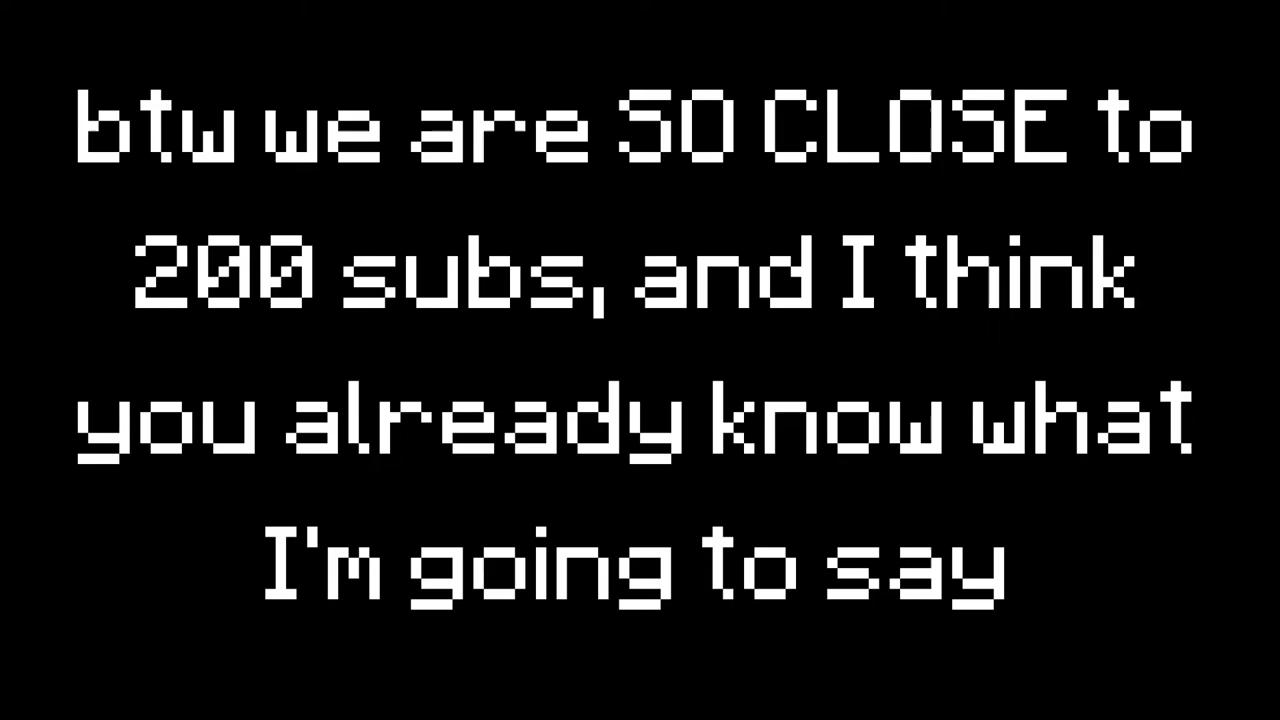 btw we are SO CLOSE to
200 subs, and I think
you already know what
I'm going to say